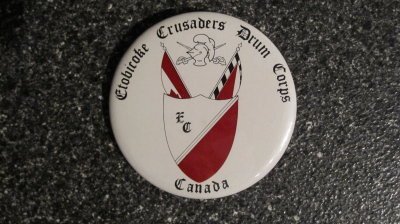 Etobicoke Crusaders Drum Corps
EC
Canada